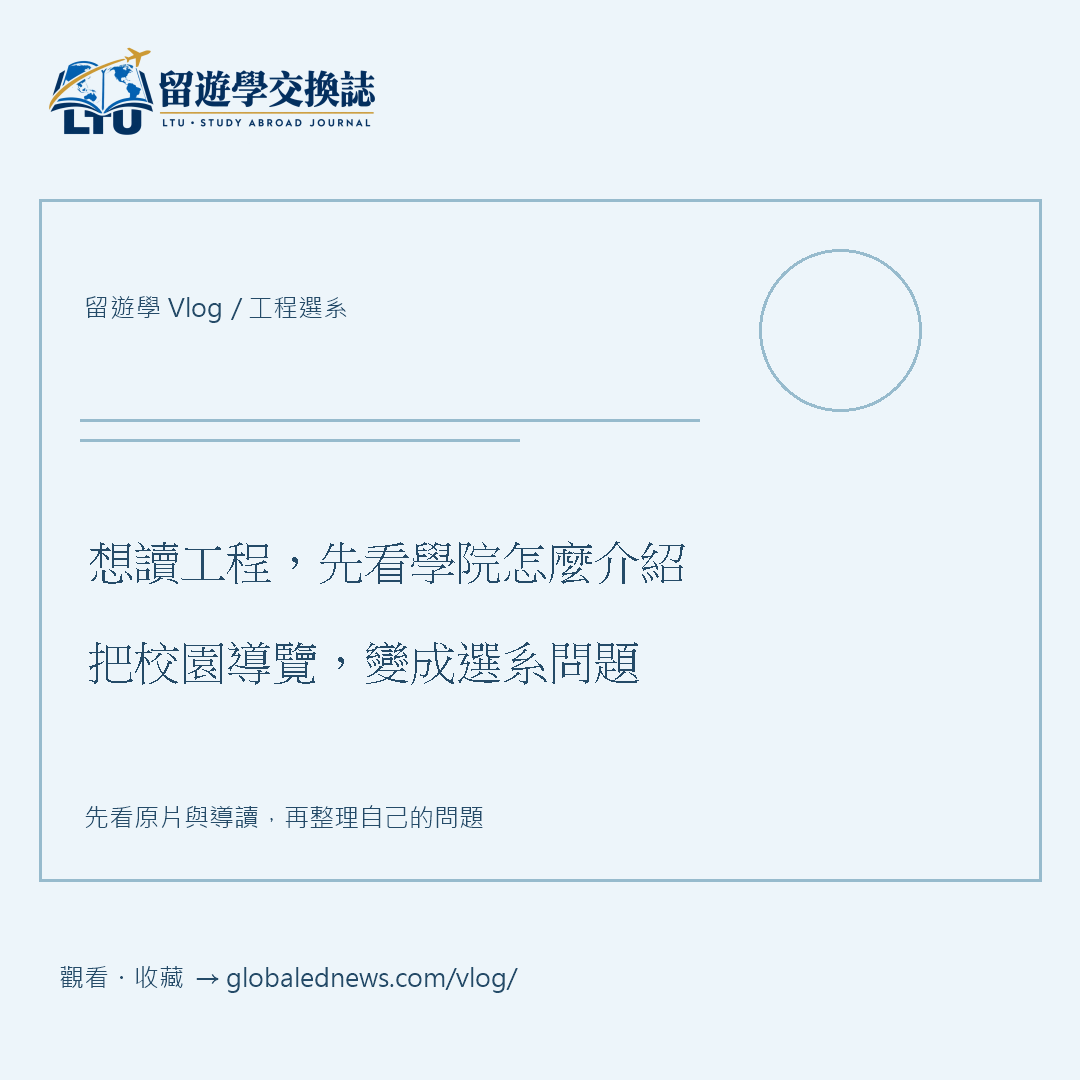 留遊學交換誌
LTU
LTU • STUDY ABROAD JOURNAL
留遊學 Vlog / 工程選系
想讀工程，先看學院怎麼介紹
把校園導覽，變成選系問題
先看原片與導讀，再整理自己的問題
觀看・收藏 → globalednews.com/vlog/